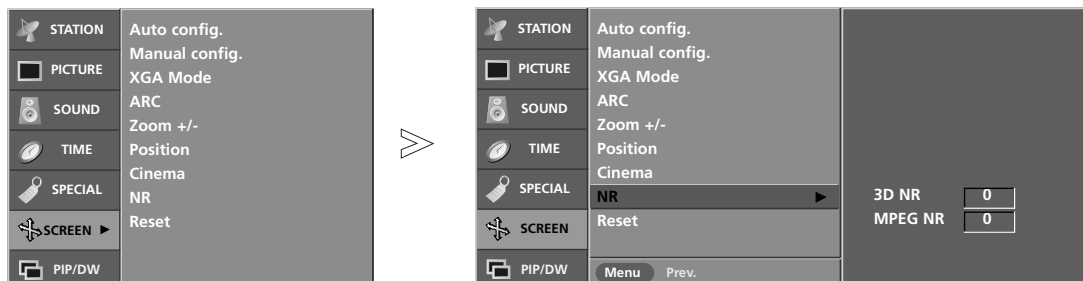 STATION
PICTURE
SOUND
TIME
SPECIAL
SCREEN ►
PIP/DW
Auto config.
Manual config.
XGA Mode
ARC
Zoom +/-
Position
Cinema
NR
Reset
STATION
PICTURE
SOUND
TIME
SPECIAL
SCREEN
PIP/DW
Auto config.
Manual config.
XGA Mode
ARC
Zoom +/-
Position
Cinema
NR ►
Reset
Menu Prev.
3D NR 0
MPEG NR 0